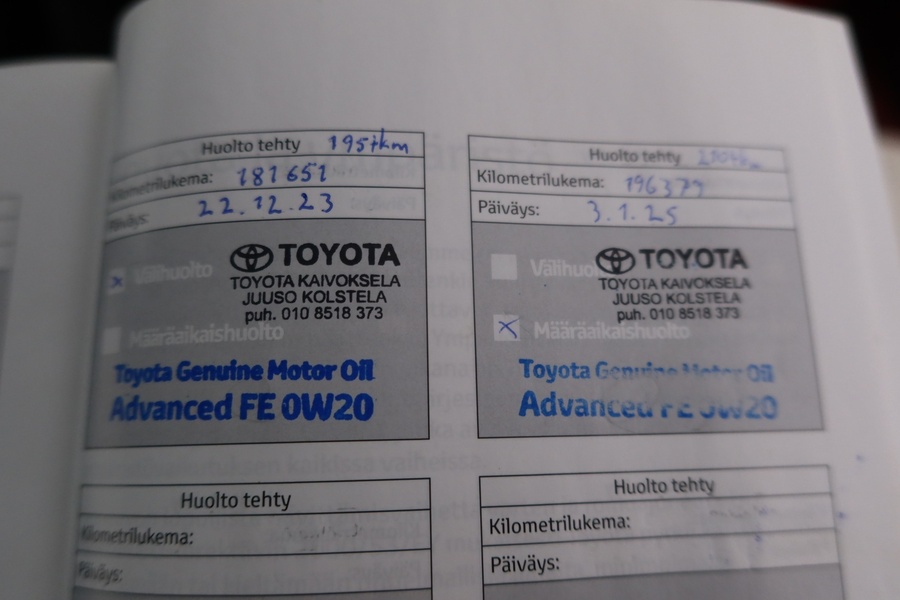 Huolto tehty 195tkm
Kilometrilukema: 181651
Päiväys: 22.12.23
Välihuolto
TOYOTA
TOYOTA KAIVOKSELA
JUUSO KOLSTELA
puh. 010 8518 373
Määräaikaishuolto
Toyota Genuine Motor Oil
Advanced FE 0W20
Huolto tehty
Kilometrilukema: 196377
Päiväys: 3.1.25
Välihuolto
TOYOTA
TOYOTA KAIVOKSELA
JUUSO KOLSTELA
puh. 010 8518 373
Määräaikaishuolto
Toyota Genuine Motor Oil
Advanced FE 0W20
Huolto tehty
Kilometrilukema:
Päiväys:
Huolto tehty
Kilometrilukema:
Päiväys: